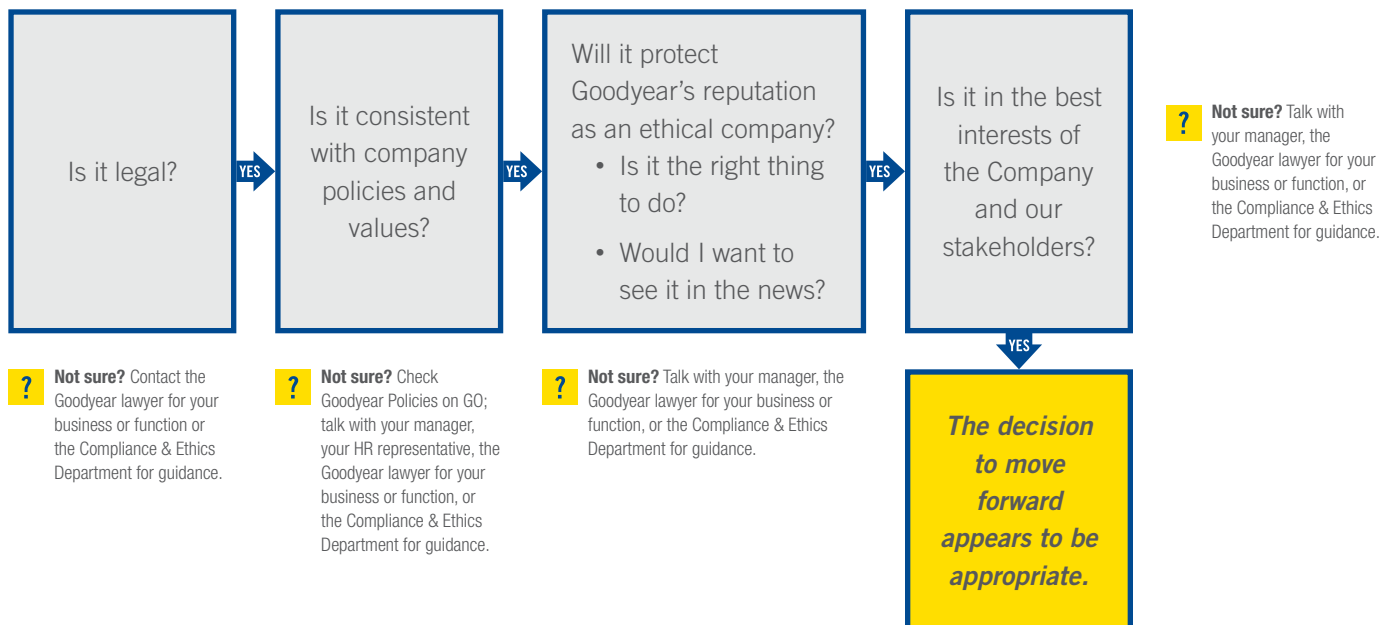 Is it legal?
YES
Is it consistent
with company
policies and
values?
YES
Will it protect
Goodyear’s reputation
as an ethical company?
• Is it the right thing
to do?
• Would I want to
see it in the news?
YES
Is it in the best
interests of
the Company
and our
stakeholders?
? Not sure? Talk with
your manager, the
Goodyear lawyer for your
business or function, or
the Compliance & Ethics
Department for guidance.
YES
? Not sure? Contact the
Goodyear lawyer for your
business or function or
the Compliance & Ethics
Department for guidance.
? Not sure? Check
Goodyear Policies on GO;
talk with your manager,
your HR representative, the
Goodyear lawyer for your
business or function, or
the Compliance & Ethics
Department for guidance.
? Not sure? Talk with your manager, the
Goodyear lawyer for your business or
function, or the Compliance & Ethics
Department for guidance.
The decision
to move
forward
appears to be
appropriate.